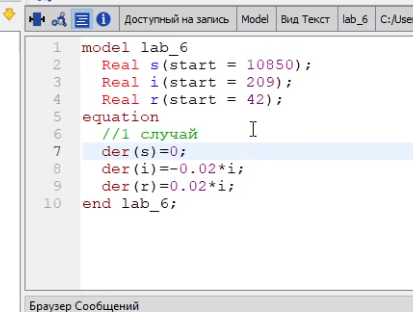 Доступный на запись Model Вид Текст lab_6 C:/Use
1 model lab_6
2 Real s(start = 10850);
3 Real i(start = 209);
4 Real r(start = 42);
5 equation
6 //1 случай
7 der(s)=0;
8 der(i)=-0.02*i;
9 der(r)=0.02*i;
10 end lab_6;
Браузер Сообщений